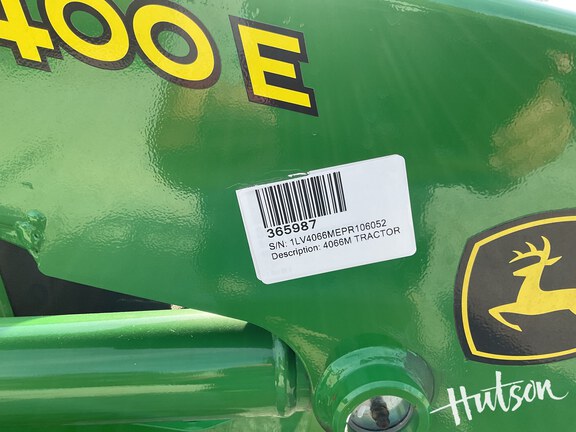 400 E
365987
S/N: 1LV4066MEPR106052
Description: 4066M TRACTOR
Hutson